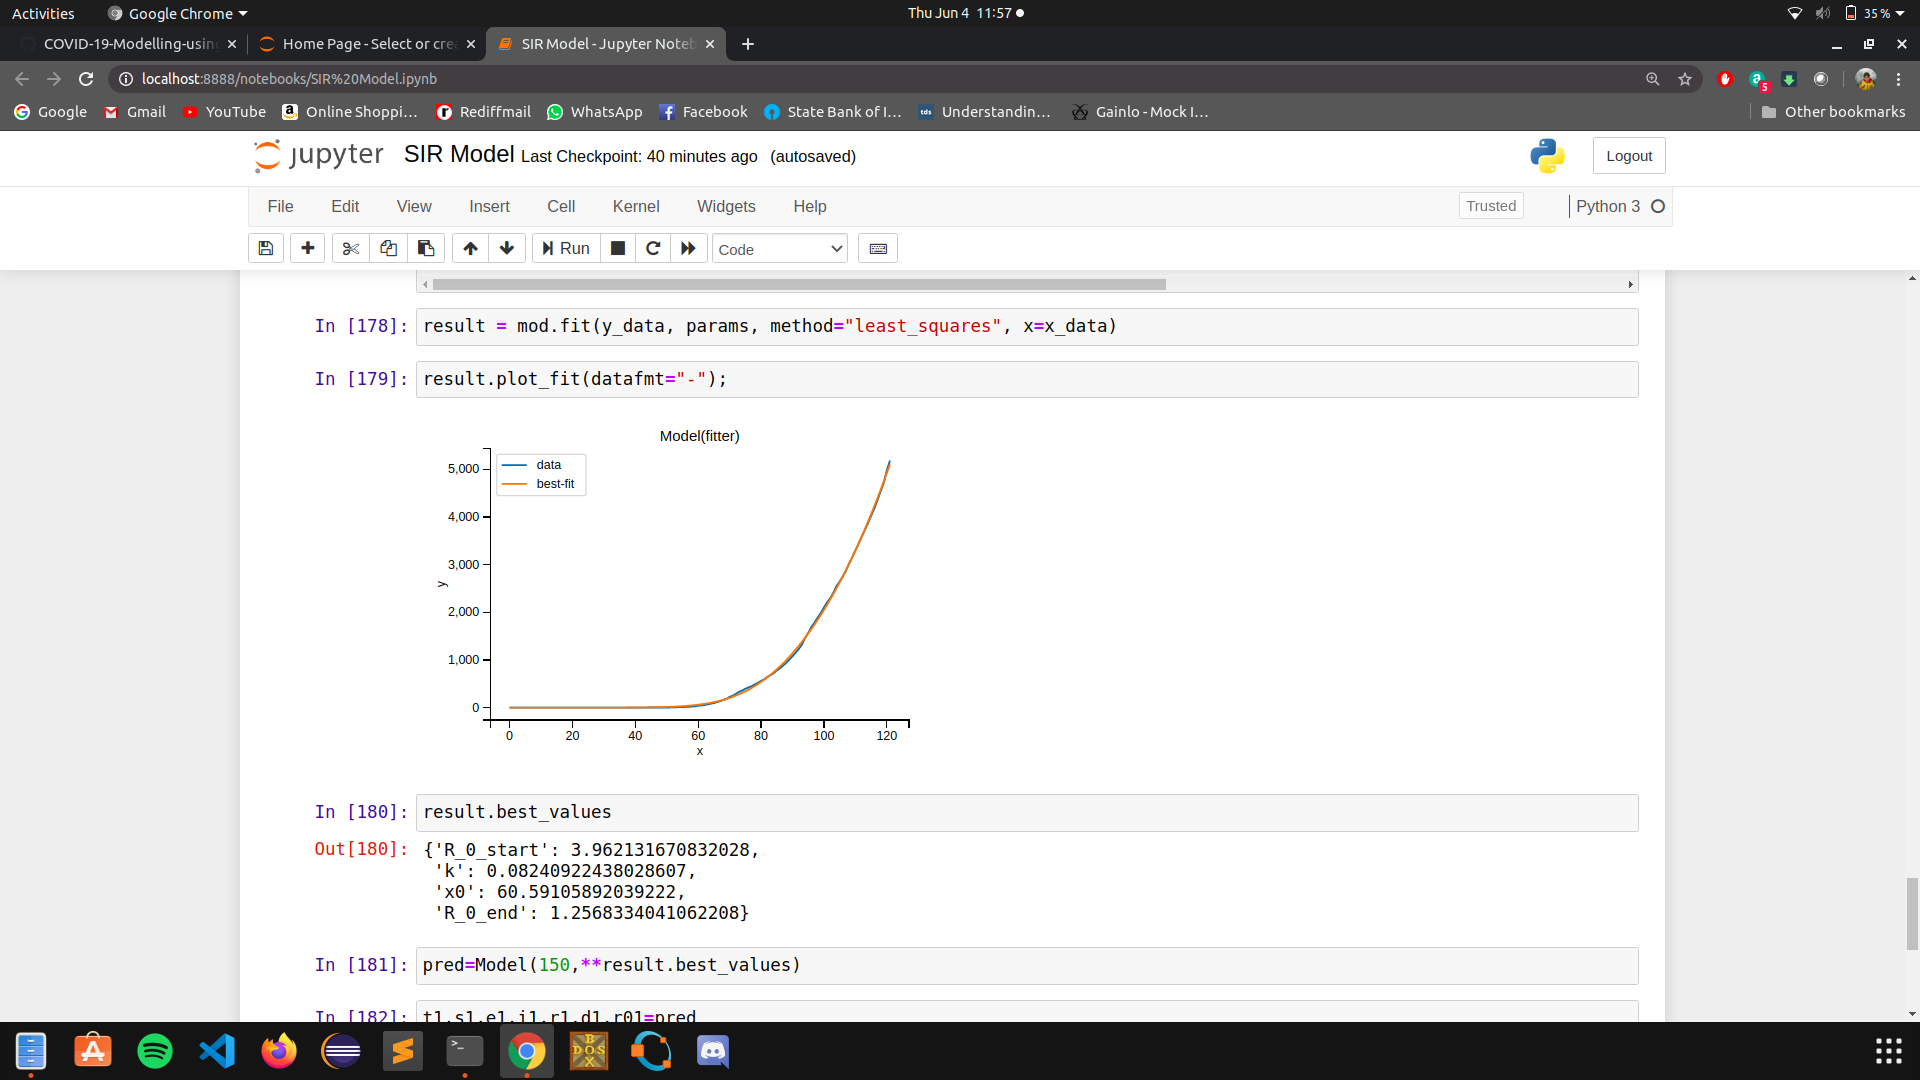 Activities
Google Chrome
Thu Jun 4 11:57
35 %
COVID-19-Modelling-using
Home Page - Select or crea
SIR Model - Jupyter Noteb
localhost:8888/notebooks/SIR%20Model.ipynb
5
Google
Gmail
YouTube
Online Shoppi…
Rediffmail
WhatsApp
Facebook
State Bank of I…
tds
Understandin…
Gainlo - Mock I…
Other bookmarks
jupyter
SIR Model Last Checkpoint: 40 minutes ago (autosaved)
Logout
File Edit View Insert Cell Kernel Widgets Help
Trusted
Python 3
Run
Code
In [178]: result = mod.fit(y_data, params, method="least_squares", x=x_data)
In [179]: result.plot_fit(datafmt="-");
Model(fitter)
data
best-fit
5,000
4,000
3,000
2,000
1,000
0
y
0 20 40 60 80 100 120
x
In [180]: result.best_values
Out[180]: {'R_0_start': 3.962131670832028,
'k': 0.08240922438028607,
'x0': 60.59105892039222,
'R_0_end': 1.2568334041062208}
In [181]: pred=Model(150,**result.best_values)
In [182]: t1,s1,e1,i1,r1,d1,r01=pred
DOS
BOX